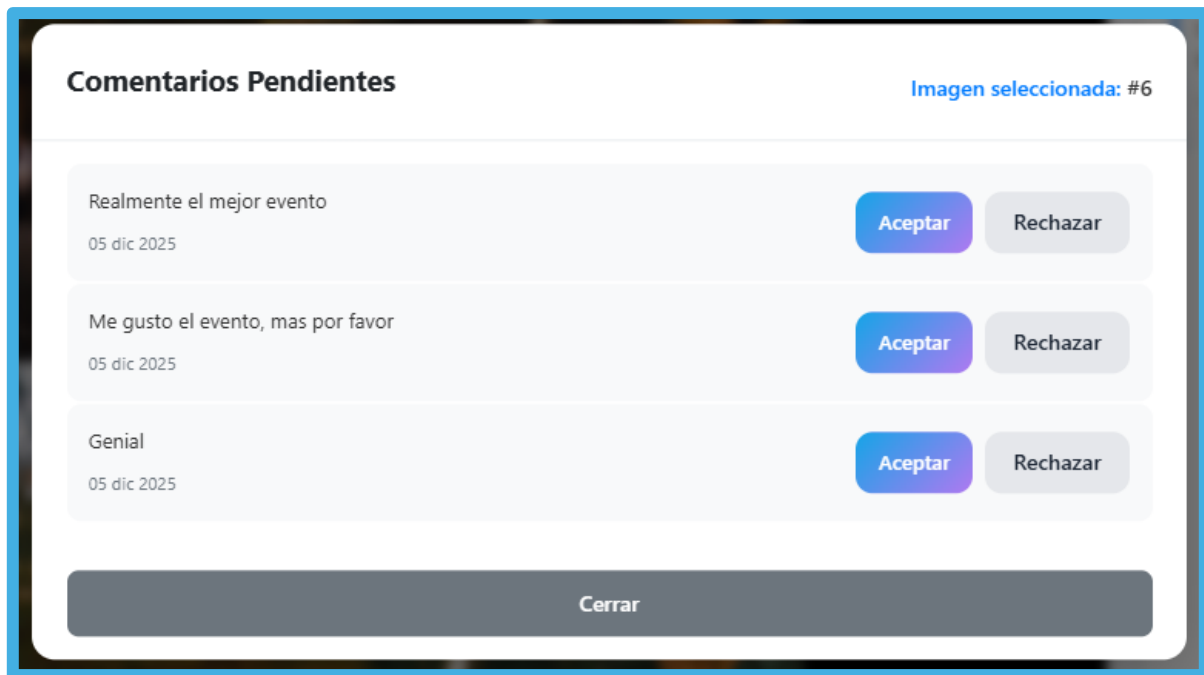 Comentarios Pendientes
Imagen seleccionada: #6
Realmente el mejor evento
05 dic 2025
Aceptar
Rechazar
Me gusto el evento, mas por favor
05 dic 2025
Aceptar
Rechazar
Genial
05 dic 2025
Aceptar
Rechazar
Cerrar